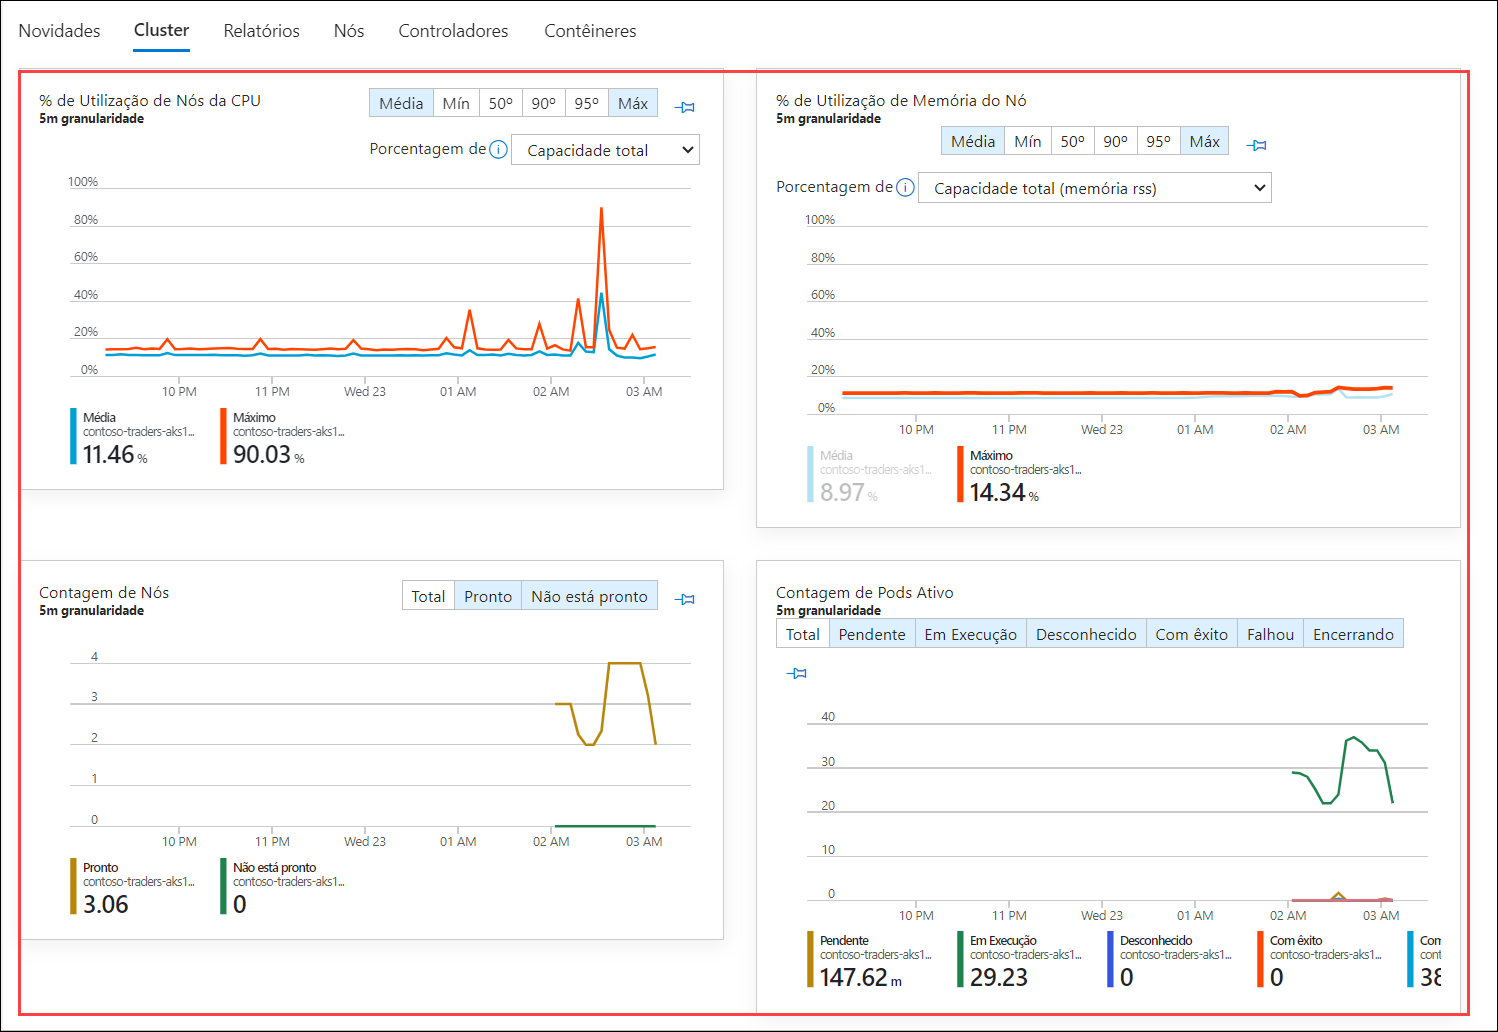 Novidades Cluster Relatórios Nós Controladores Contêineres
% de Utilização de Nós da CPU
5m granularidade
Média Mín 50º 90º 95º Máx
Porcentagem de Capacidade total
100%
80%
60%
40%
20%
0%
10 PM 11 PM Wed 23 01 AM 02 AM 03 AM
Média
contoso-traders-aks1...
11.46 %
Máximo
contoso-traders-aks1...
90.03 %
% de Utilização de Memória do Nó
5m granularidade
Média Mín 50º 90º 95º Máx
Porcentagem de Capacidade total (memória rss)
100%
80%
60%
40%
20%
0%
10 PM 11 PM Wed 23 01 AM 02 AM 03 AM
Média
contoso-traders-aks1...
8.97 %
Máximo
contoso-traders-aks1...
14.34 %
Contagem de Nós
5m granularidade
Total Pronto Não está pronto
4
3
2
1
0
10 PM 11 PM Wed 23 01 AM 02 AM 03 AM
Pronto
contoso-traders-aks1...
3.06
Não está pronto
contoso-traders-aks1...
0
Contagem de Pods Ativo
5m granularidade
Total Pendente Em Execução Desconhecido Com êxito Falhou Encerrando
40
30
20
10
0
10 PM 11 PM Wed 23 01 AM 02 AM 03 AM
Pendente
contoso-traders-aks1...
147.62 m
Em Execução
contoso-traders-aks1...
29.23
Desconhecido
contoso-traders-aks1...
0
Com êxito
contoso-traders-aks1...
0